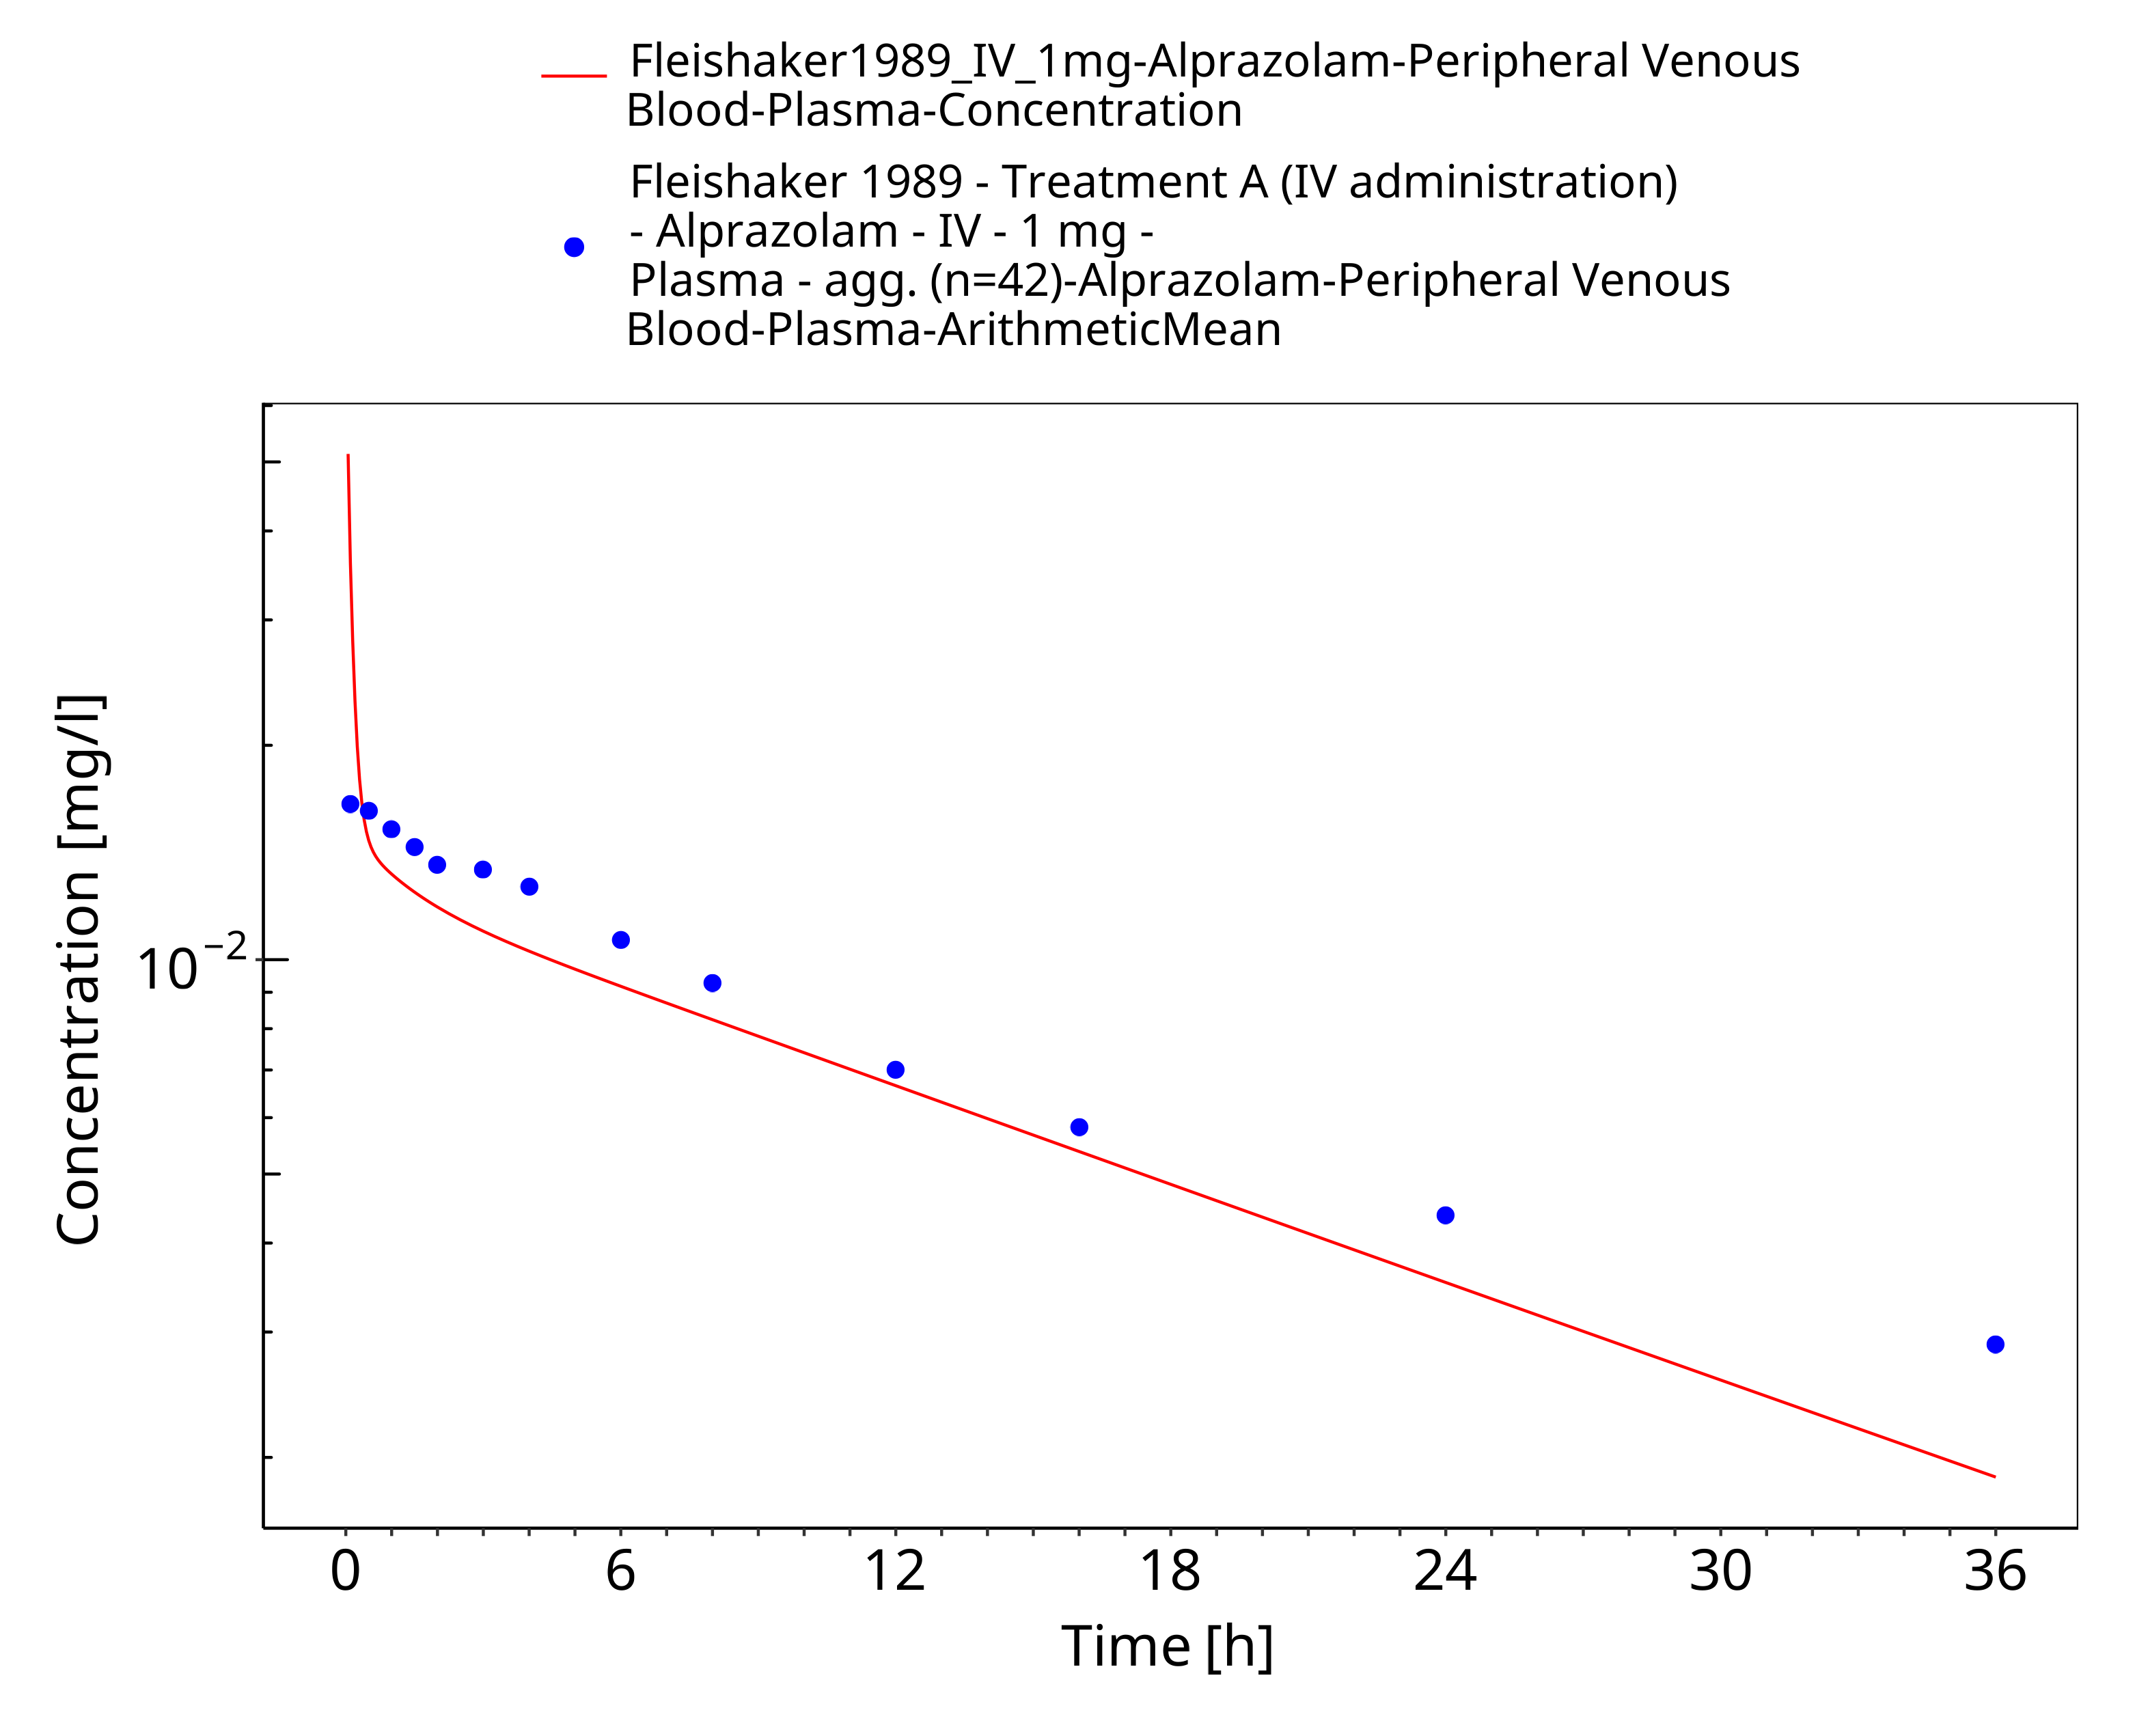 Fleishaker1989_IV_1mg-Alprazolam-Peripheral Venous
Blood-Plasma-Concentration
Fleishaker 1989 - Treatment A (IV administration)
- Alprazolam - IV - 1 mg -
Plasma - agg. (n=42)-Alprazolam-Peripheral Venous
Blood-Plasma-ArithmeticMean
Concentration [mg/l]
10⁻²
0 6 12 18 24 30 36
Time [h]